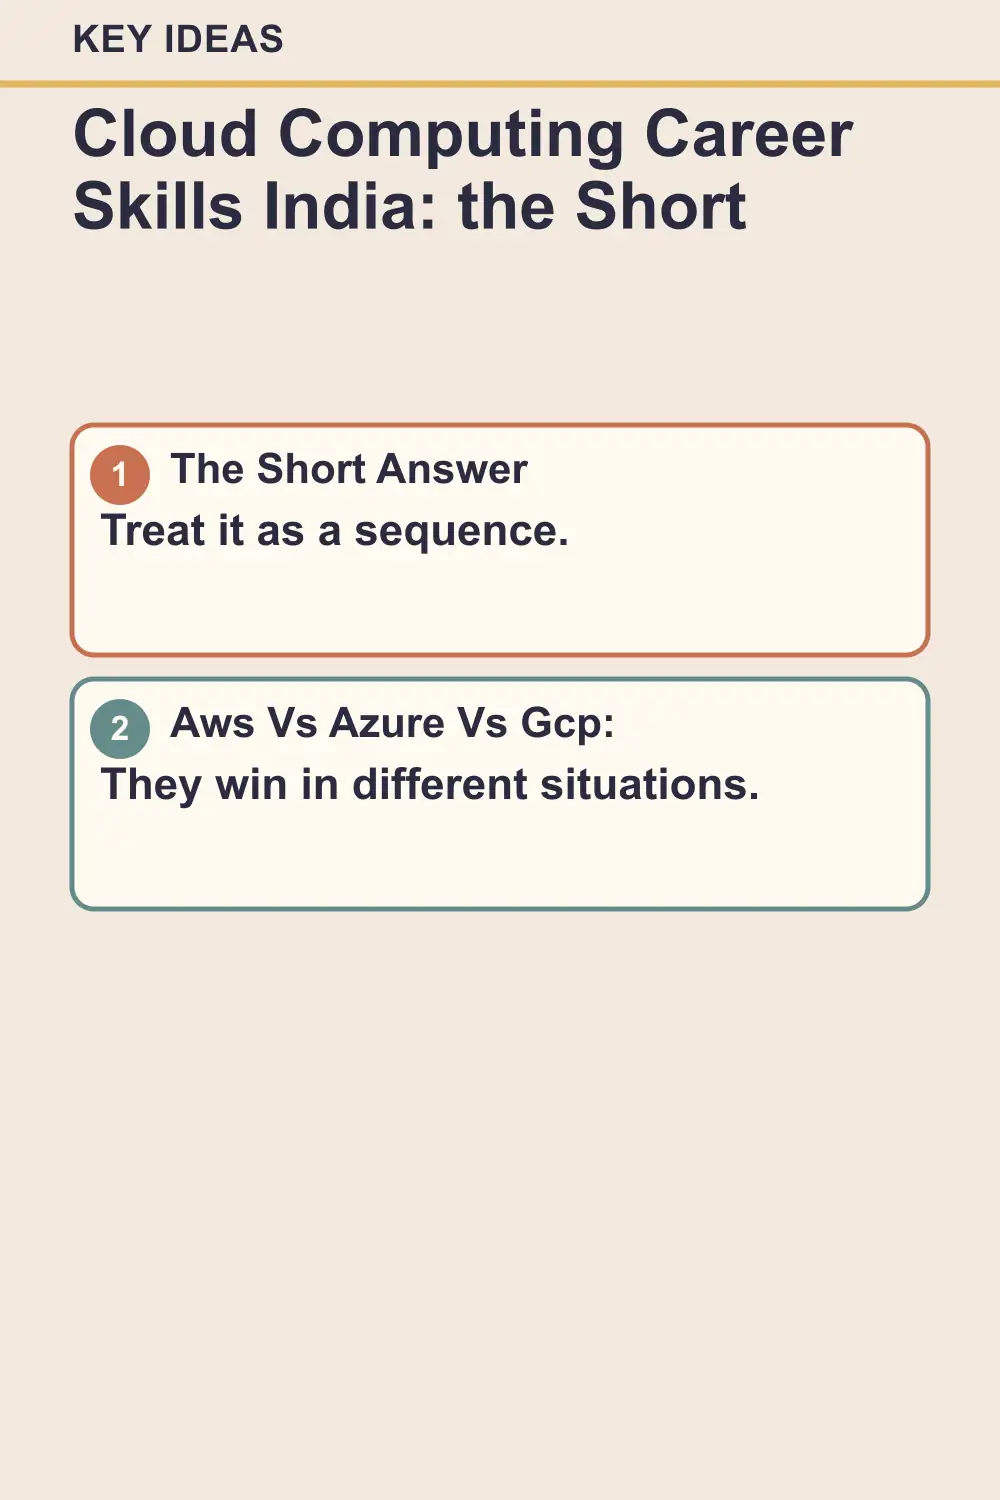 KEY IDEAS
Cloud Computing Career
Skills India: the Short
1 The Short Answer
Treat it as a sequence.
2 Aws Vs Azure Vs Gcp:
They win in different situations.